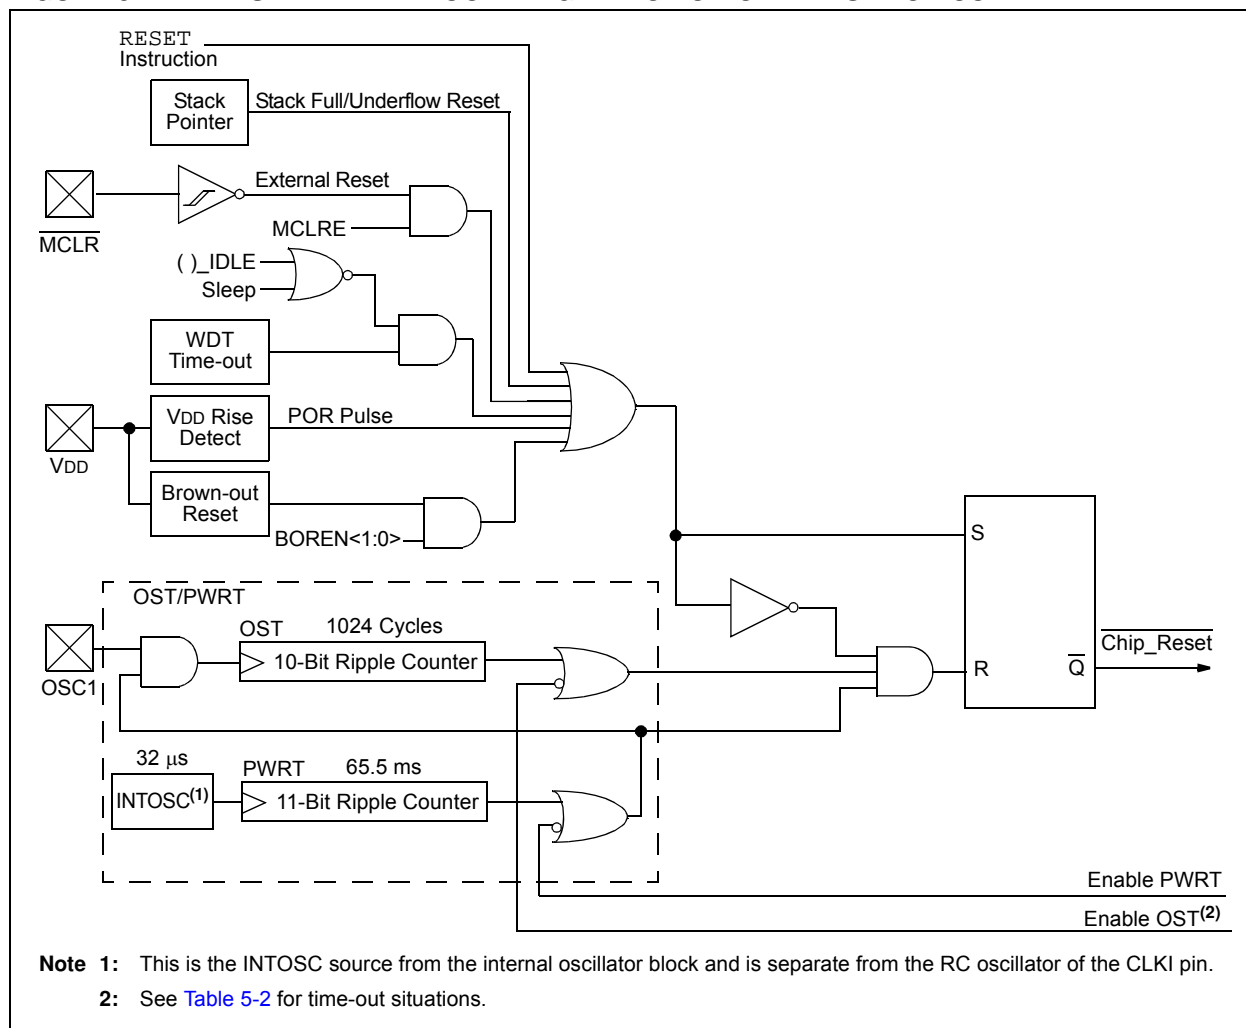 RESET
Instruction
Stack
Pointer
Stack Full/Underflow Reset
External Reset
MCLR
MCLRE
( )_IDLE
Sleep
WDT
Time-out
VDD Rise
Detect
POR Pulse
VDD
Brown-out
Reset
BOREN<1:0>
S
OST/PWRT
OST
1024 Cycles
10-Bit Ripple Counter
OSC1
R
Q
Chip_Reset
32 μs
PWRT
65.5 ms
INTOSC(1)
11-Bit Ripple Counter
Enable PWRT
Enable OST(2)
Note 1: This is the INTOSC source from the internal oscillator block and is separate from the RC oscillator of the CLKI pin.
2: See Table 5-2 for time-out situations.